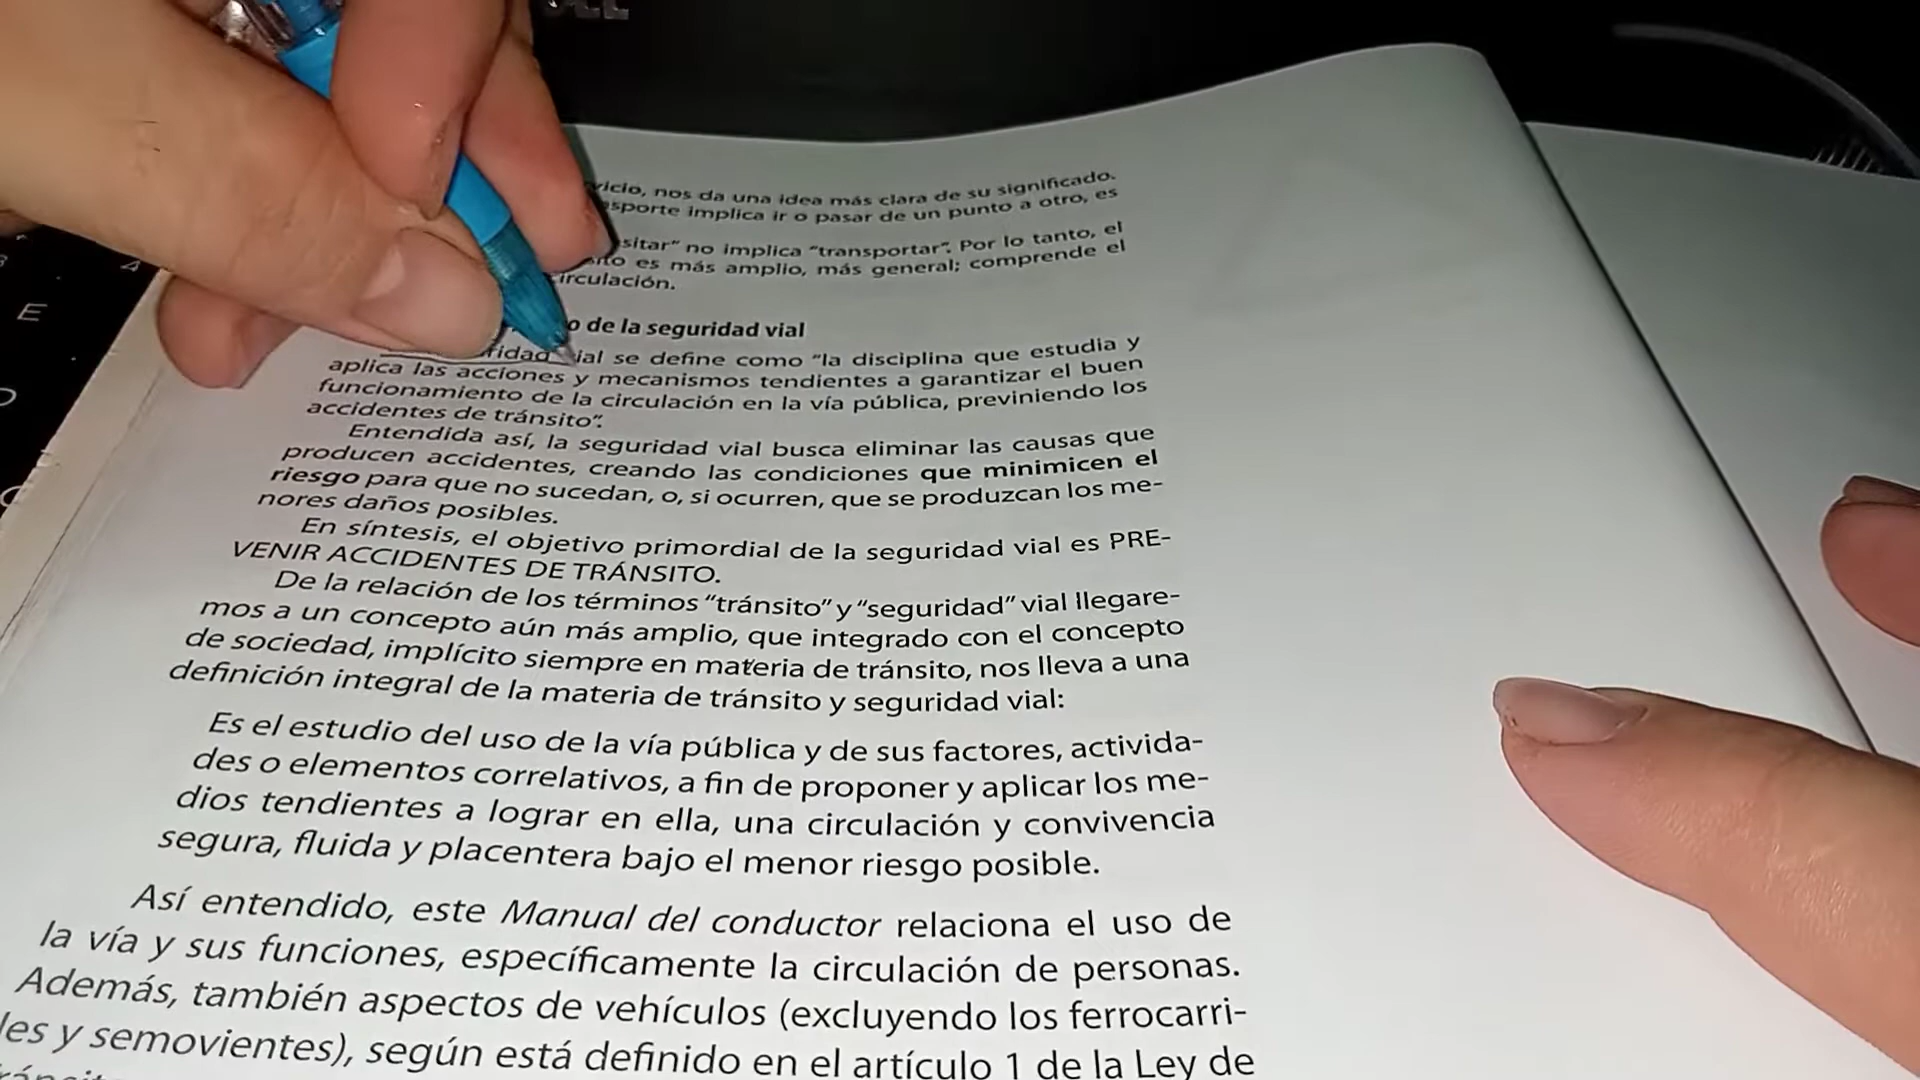 nos da una idea más clara de su significado.
implica ir o pasar de un punto a otro, es
no implica “transportar”. Por lo tanto, el
es más amplio, más general; comprende el
de la seguridad vial
se define como “la disciplina que estudia y
aplica las acciones y mecanismos tendientes a garantizar el buen
funcionamiento de la circulación en la vía pública, previniendo los
accidentes de tránsito”.
Entendida así, la seguridad vial busca eliminar las causas que
producen accidentes, creando las condiciones que minimicen el
riesgo para que no sucedan, o, si ocurren, que se produzcan los me-
nores daños posibles.
En síntesis, el objetivo primordial de la seguridad vial es PRE-
VENIR ACCIDENTES DE TRÁNSITO.
De la relación de los términos “tránsito” y “seguridad” vial llegare-
mos a un concepto aún más amplio, que integrado con el concepto
de sociedad, implícito siempre en materia de tránsito, nos lleva a una
definición integral de la materia de tránsito y seguridad vial:
Es el estudio del uso de la vía pública y de sus factores, activida-
des o elementos correlativos, a fin de proponer y aplicar los me-
dios tendientes a lograr en ella, una circulación y convivencia
segura, fluida y placentera bajo el menor riesgo posible.
Así entendido, este Manual del conductor relaciona el uso de
la vía y sus funciones, específicamente la circulación de personas.
Además, también aspectos de vehículos (excluyendo los ferrocarri-
les y semovientes), según está definido en el artículo 1 de la Ley de